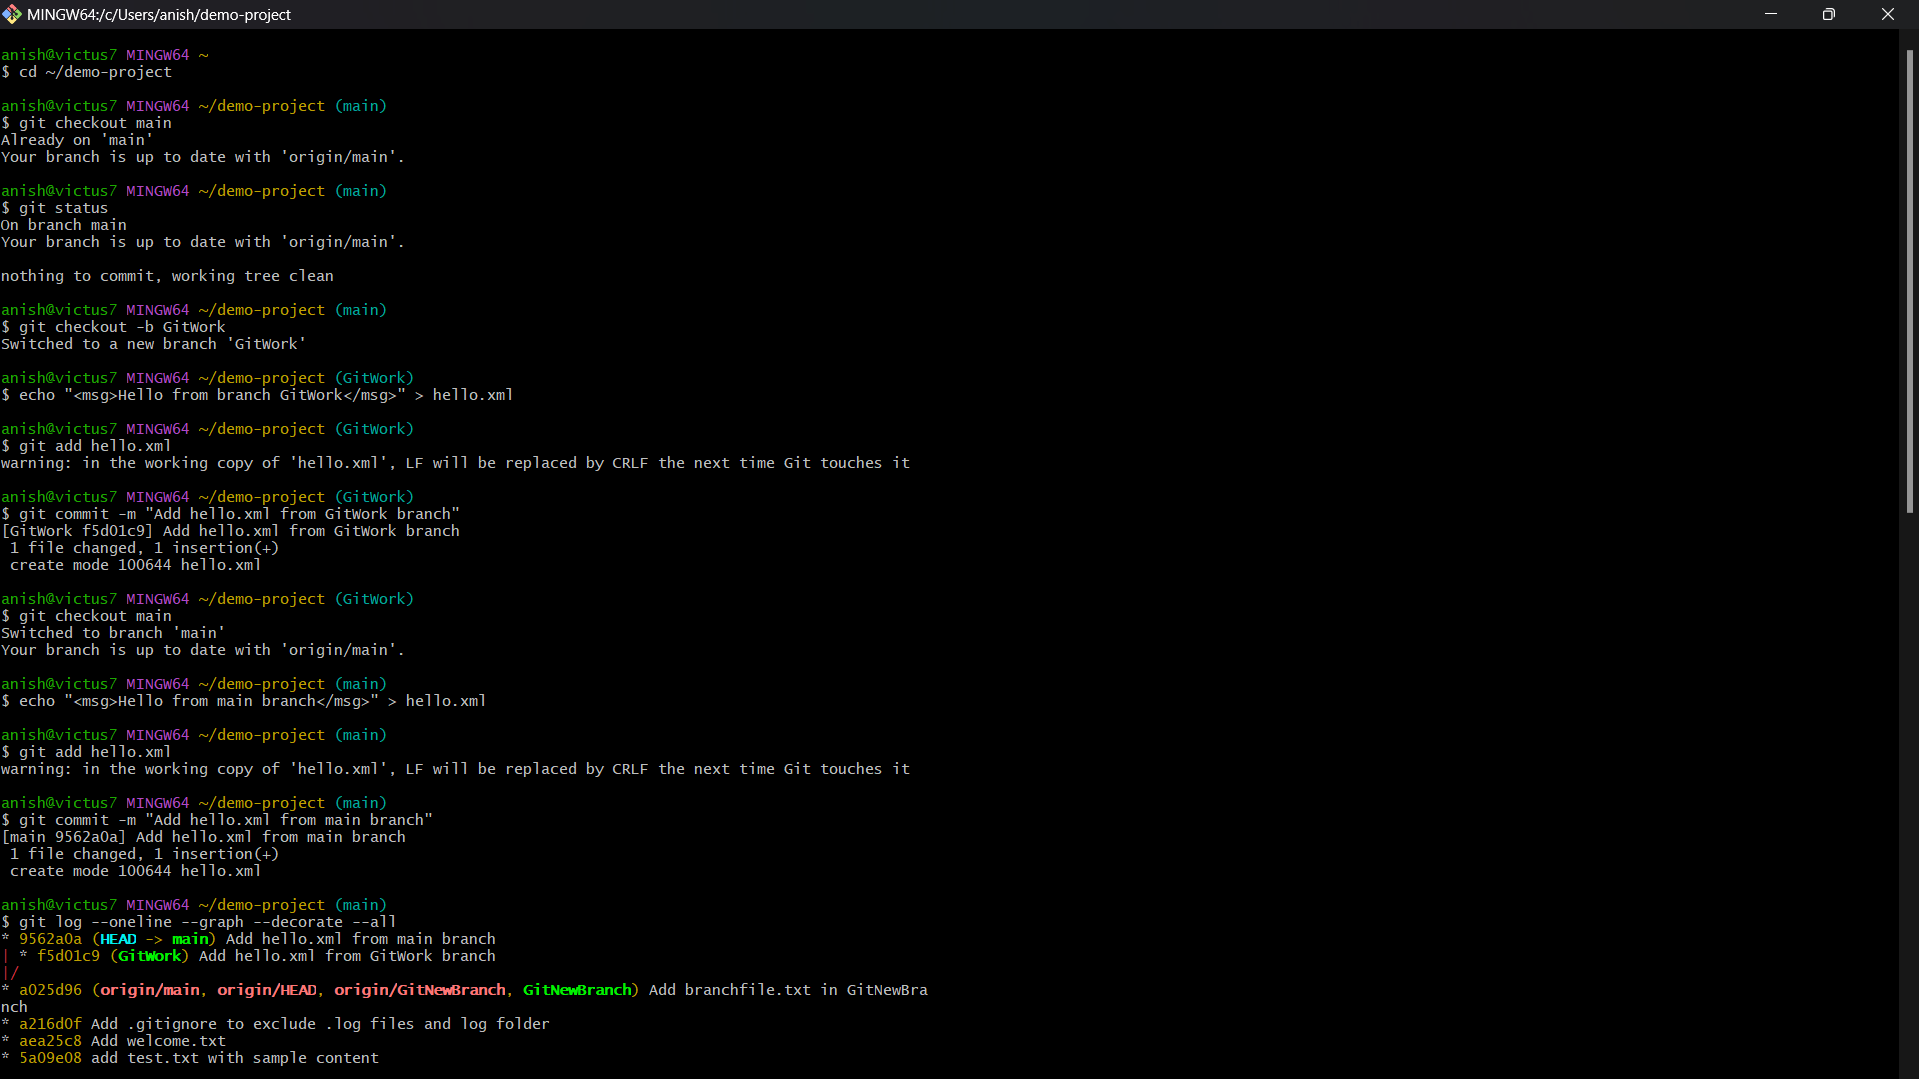 MINGW64:/c/Users/anish/demo-project
anish@victus7 MINGW64 ~
$ cd ~/demo-project
anish@victus7 MINGW64 ~/demo-project (main)
$ git checkout main
Already on 'main'
Your branch is up to date with 'origin/main'.
anish@victus7 MINGW64 ~/demo-project (main)
$ git status
On branch main
Your branch is up to date with 'origin/main'.
nothing to commit, working tree clean
anish@victus7 MINGW64 ~/demo-project (main)
$ git checkout -b GitWork
Switched to a new branch 'GitWork'
anish@victus7 MINGW64 ~/demo-project (GitWork)
$ echo "<msg>Hello from branch GitWork</msg>" > hello.xml
anish@victus7 MINGW64 ~/demo-project (GitWork)
$ git add hello.xml
warning: in the working copy of 'hello.xml', LF will be replaced by CRLF the next time Git touches it
anish@victus7 MINGW64 ~/demo-project (GitWork)
$ git commit -m "Add hello.xml from GitWork branch"
[GitWork f5d01c9] Add hello.xml from GitWork branch
 1 file changed, 1 insertion(+)
 create mode 100644 hello.xml
anish@victus7 MINGW64 ~/demo-project (GitWork)
$ git checkout main
Switched to branch 'main'
Your branch is up to date with 'origin/main'.
anish@victus7 MINGW64 ~/demo-project (main)
$ echo "<msg>Hello from main branch</msg>" > hello.xml
anish@victus7 MINGW64 ~/demo-project (main)
$ git add hello.xml
warning: in the working copy of 'hello.xml', LF will be replaced by CRLF the next time Git touches it
anish@victus7 MINGW64 ~/demo-project (main)
$ git commit -m "Add hello.xml from main branch"
[main 9562a0a] Add hello.xml from main branch
 1 file changed, 1 insertion(+)
 create mode 100644 hello.xml
anish@victus7 MINGW64 ~/demo-project (main)
$ git log --oneline --graph --decorate --all
* 9562a0a (HEAD -> main) Add hello.xml from main branch
| * f5d01c9 (GitWork) Add hello.xml from GitWork branch
|/
* a025d96 (origin/main, origin/HEAD, origin/GitNewBranch, GitNewBranch) Add branchfile.txt in GitNewBra
nch
* a216d0f Add .gitignore to exclude .log files and log folder
* aea25c8 Add welcome.txt
* 5a09e08 add test.txt with sample content